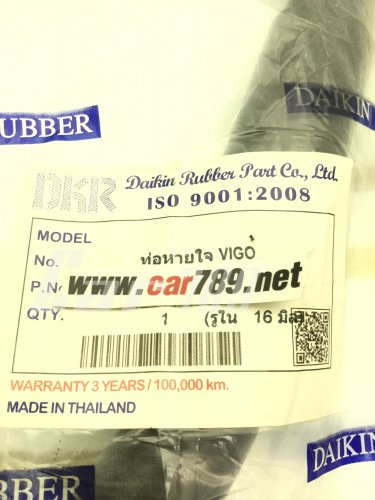 DAIKIN
RUBBER
DKR Daikin Rubber Part Co., Ltd.
ISO 9001:2008
MODEL
No. ท่อหายใจ VIGO
P.No
www.car789.net
QTY. 1 (รูใน 16 มิล)
WARRANTY 3 YEARS / 100,000 km.
MADE IN THAILAND
DAIKIN
BBER